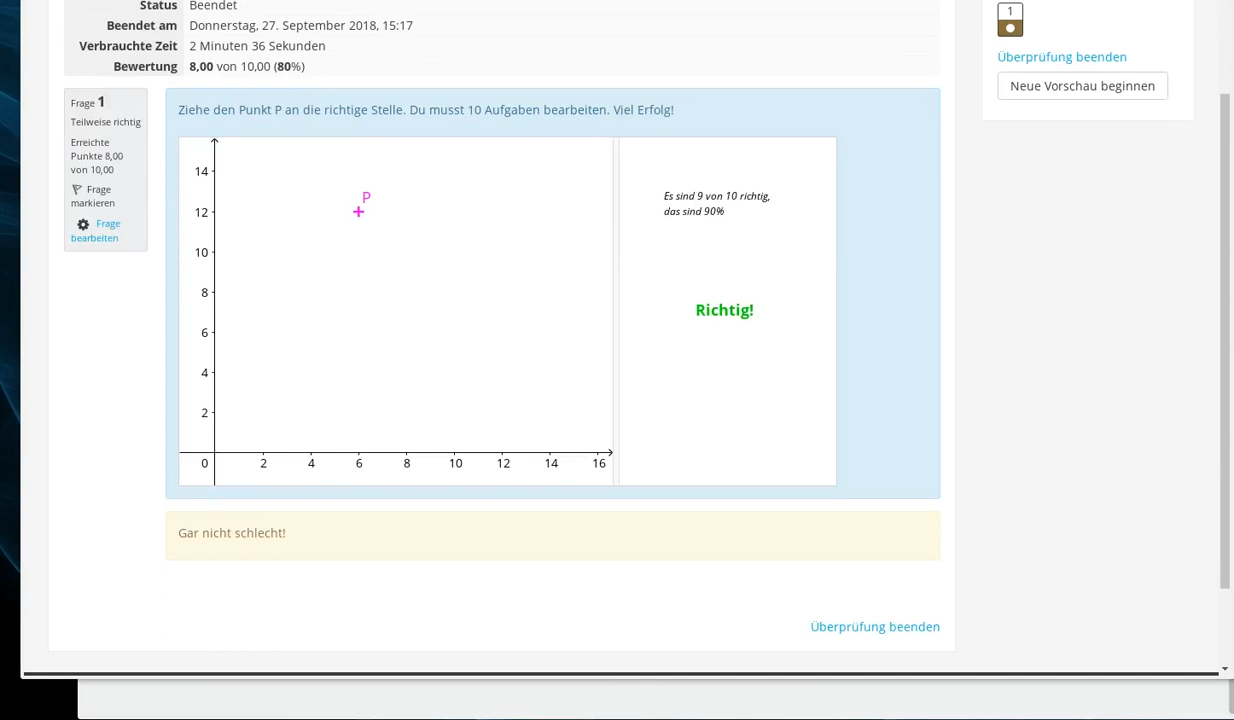 Status Beendet
Beendet am Donnerstag, 27. September 2018, 15:17
Verbrauchte Zeit 2 Minuten 36 Sekunden
Bewertung 8,00 von 10,00 (80%)
Frage 1
Teilweise richtig
Erreichte
Punkte 8,00
von 10,00
Frage
markieren
Frage
bearbeiten
Ziehe den Punkt P an die richtige Stelle. Du musst 10 Aufgaben bearbeiten. Viel Erfolg!
14
P
12
10
8
6
4
2
0 2 4 6 8 10 12 14 16
Es sind 9 von 10 richtig,
das sind 90%
Richtig!
Gar nicht schlecht!
Überprüfung beenden
1
Überprüfung beenden
Neue Vorschau beginnen